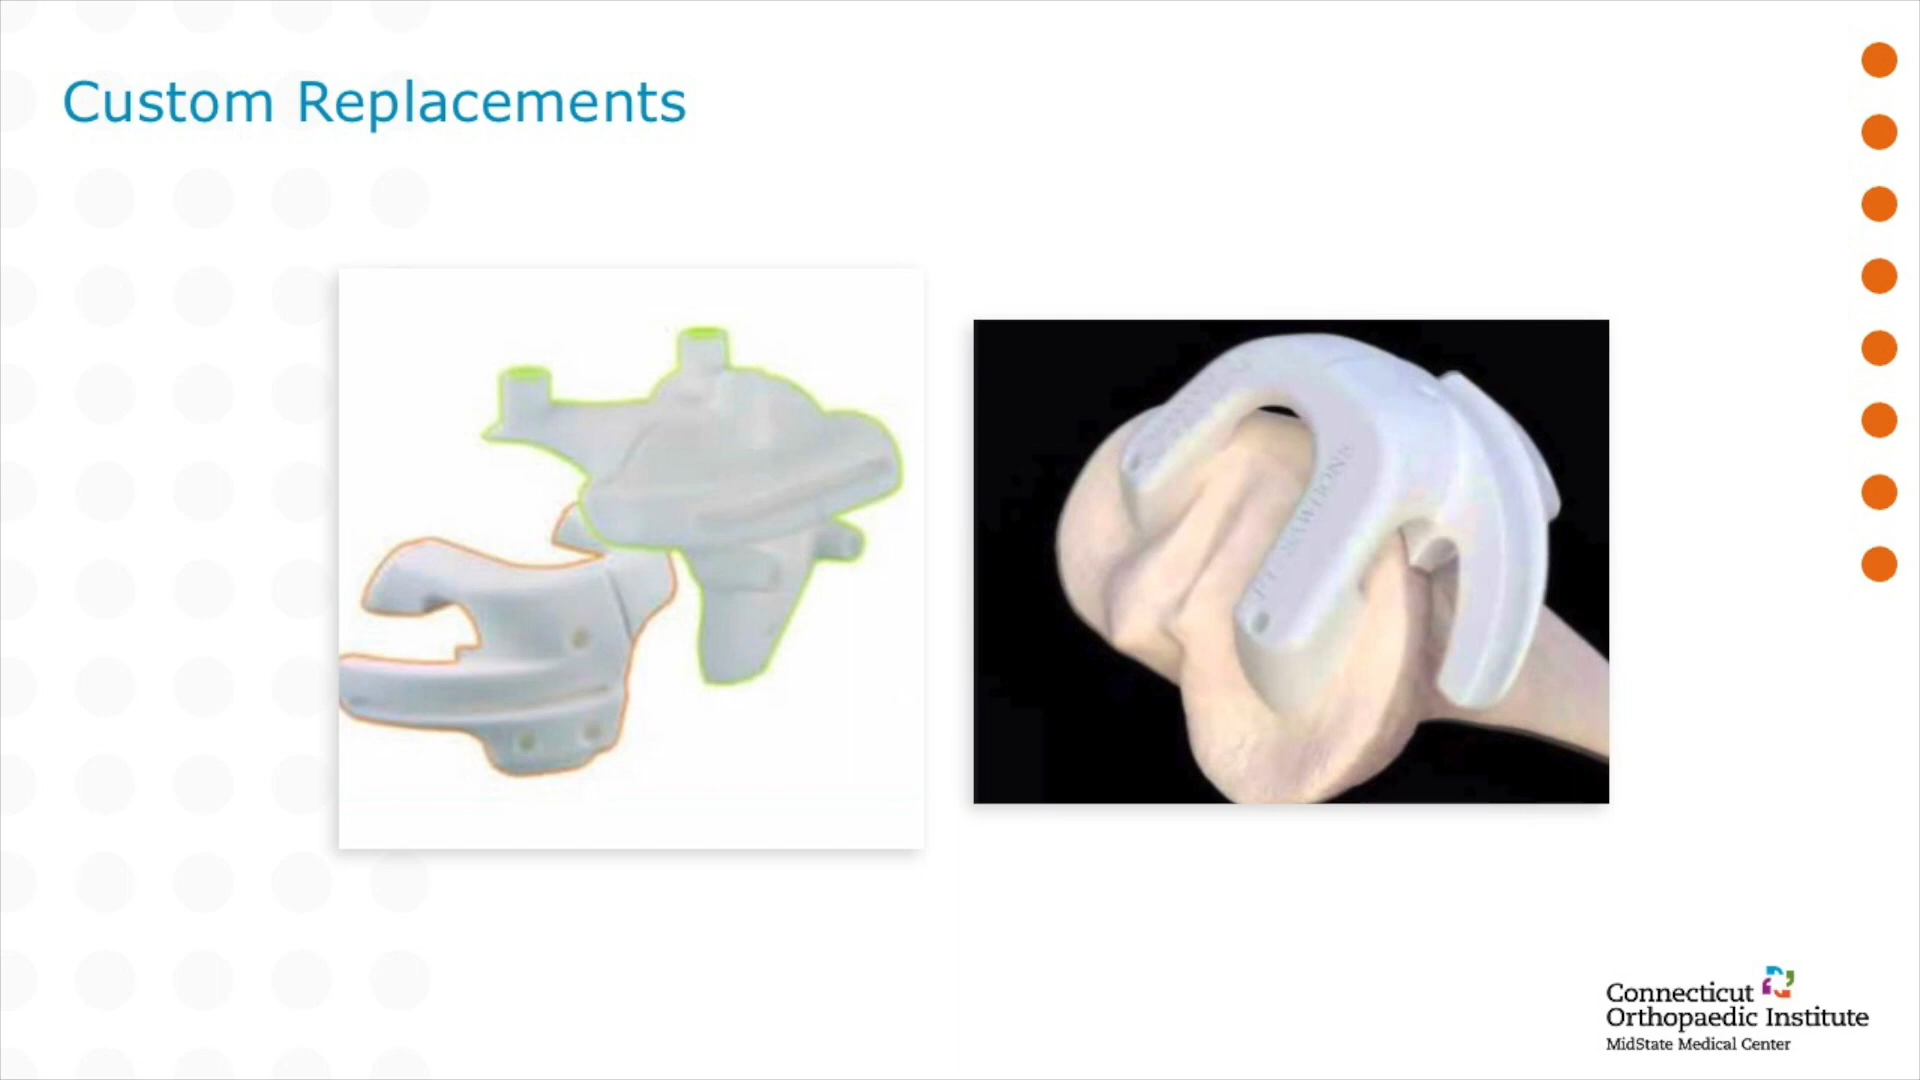 Custom Replacements
Connecticut
Orthopaedic Institute
MidState Medical Center